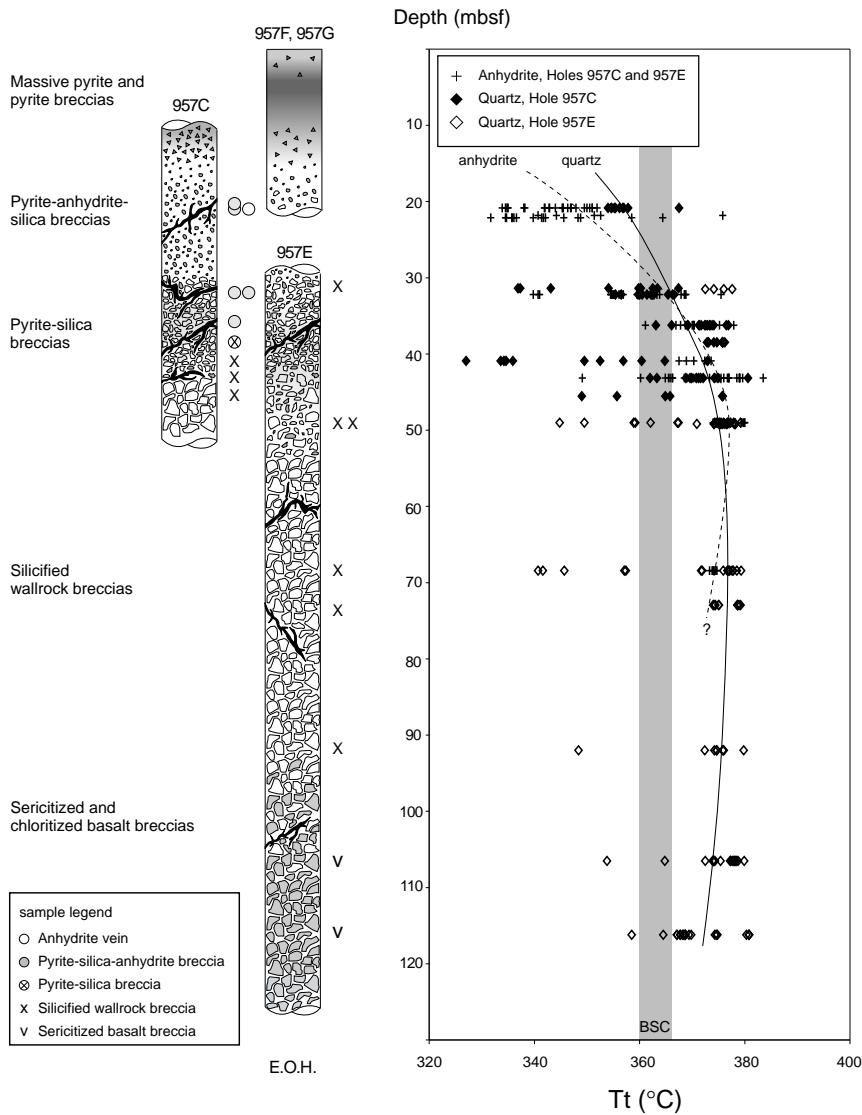 Depth (mbsf)
957F, 957G
Massive pyrite and
pyrite breccias
957C
Pyrite-anhydrite-
silica breccias
957E
X
Pyrite-silica
breccias
X
X
X
X X
Silicified
wallrock breccias
X
X
X
Sericitized and
chloritized basalt breccias
v
v
sample legend
Anhydrite vein
Pyrite-silica-anhydrite breccia
Pyrite-silica breccia
x Silicified wallrock breccia
v Sericitized basalt breccia
E.O.H.
+ Anhydrite, Holes 957C and 957E
◆ Quartz, Hole 957C
◇ Quartz, Hole 957E
anhydrite
quartz
10
20
30
40
50
60
70
80
90
100
110
120
?
BSC
320
340
360
380
400
Tt (°C)